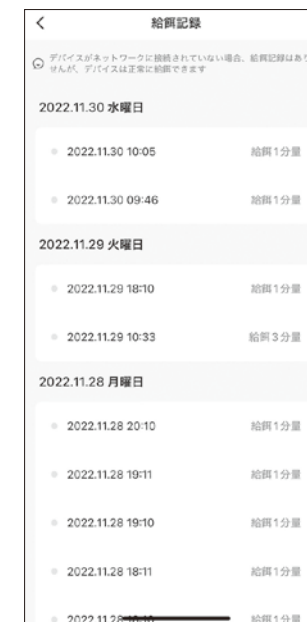 給餌記録
デバイスがネットワークに接続されていない場合、給餌記録はあり
せんが、デバイスは正常に給餌できます
2022.11.30 水曜日
2022.11.30 10:05 給餌1分量
2022.11.30 09:46 給餌1分量
2022.11.29 火曜日
2022.11.29 18:10 給餌1分量
2022.11.29 10:33 給餌3分量
2022.11.28 月曜日
2022.11.28 20:10 給餌1分量
2022.11.28 19:11 給餌1分量
2022.11.28 19:10 給餌1分量
2022.11.28 18:11 給餌1分量
2022.11.28 給餌1分量